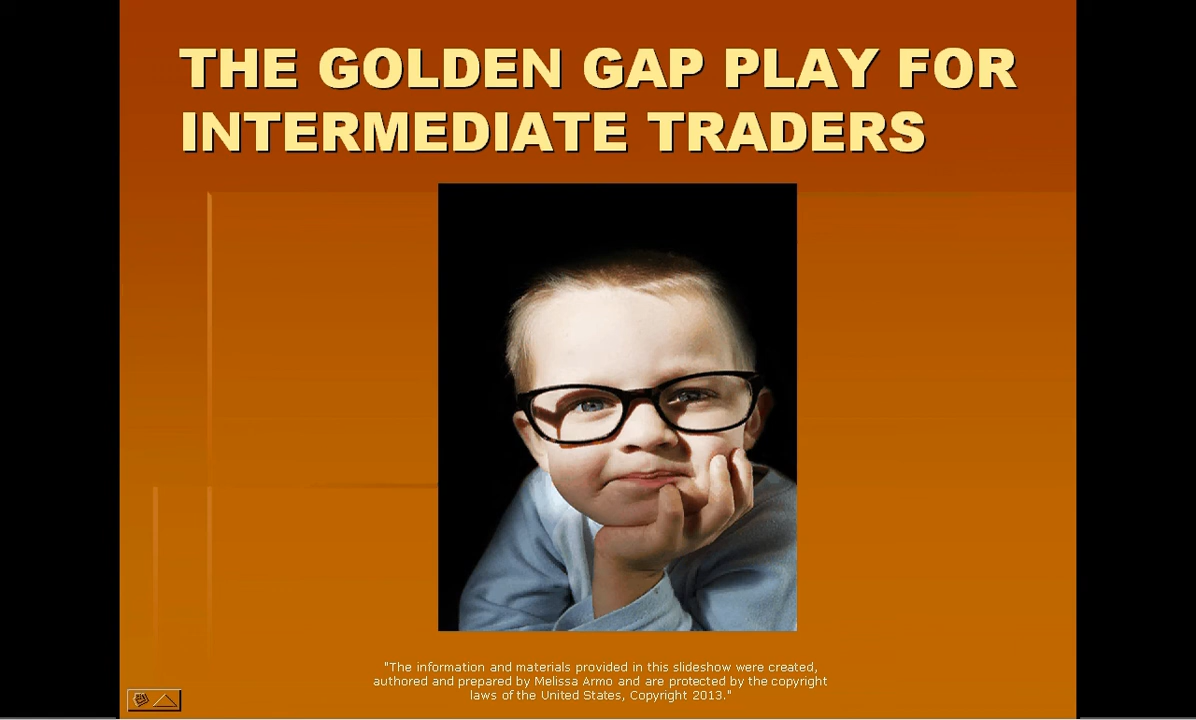 THE GOLDEN GAP PLAY FOR
INTERMEDIATE TRADERS
"The information and materials provided in this slideshow were created,
authored and prepared by Melissa Armo and are protected by the copyright
laws of the United States, Copyright 2013."